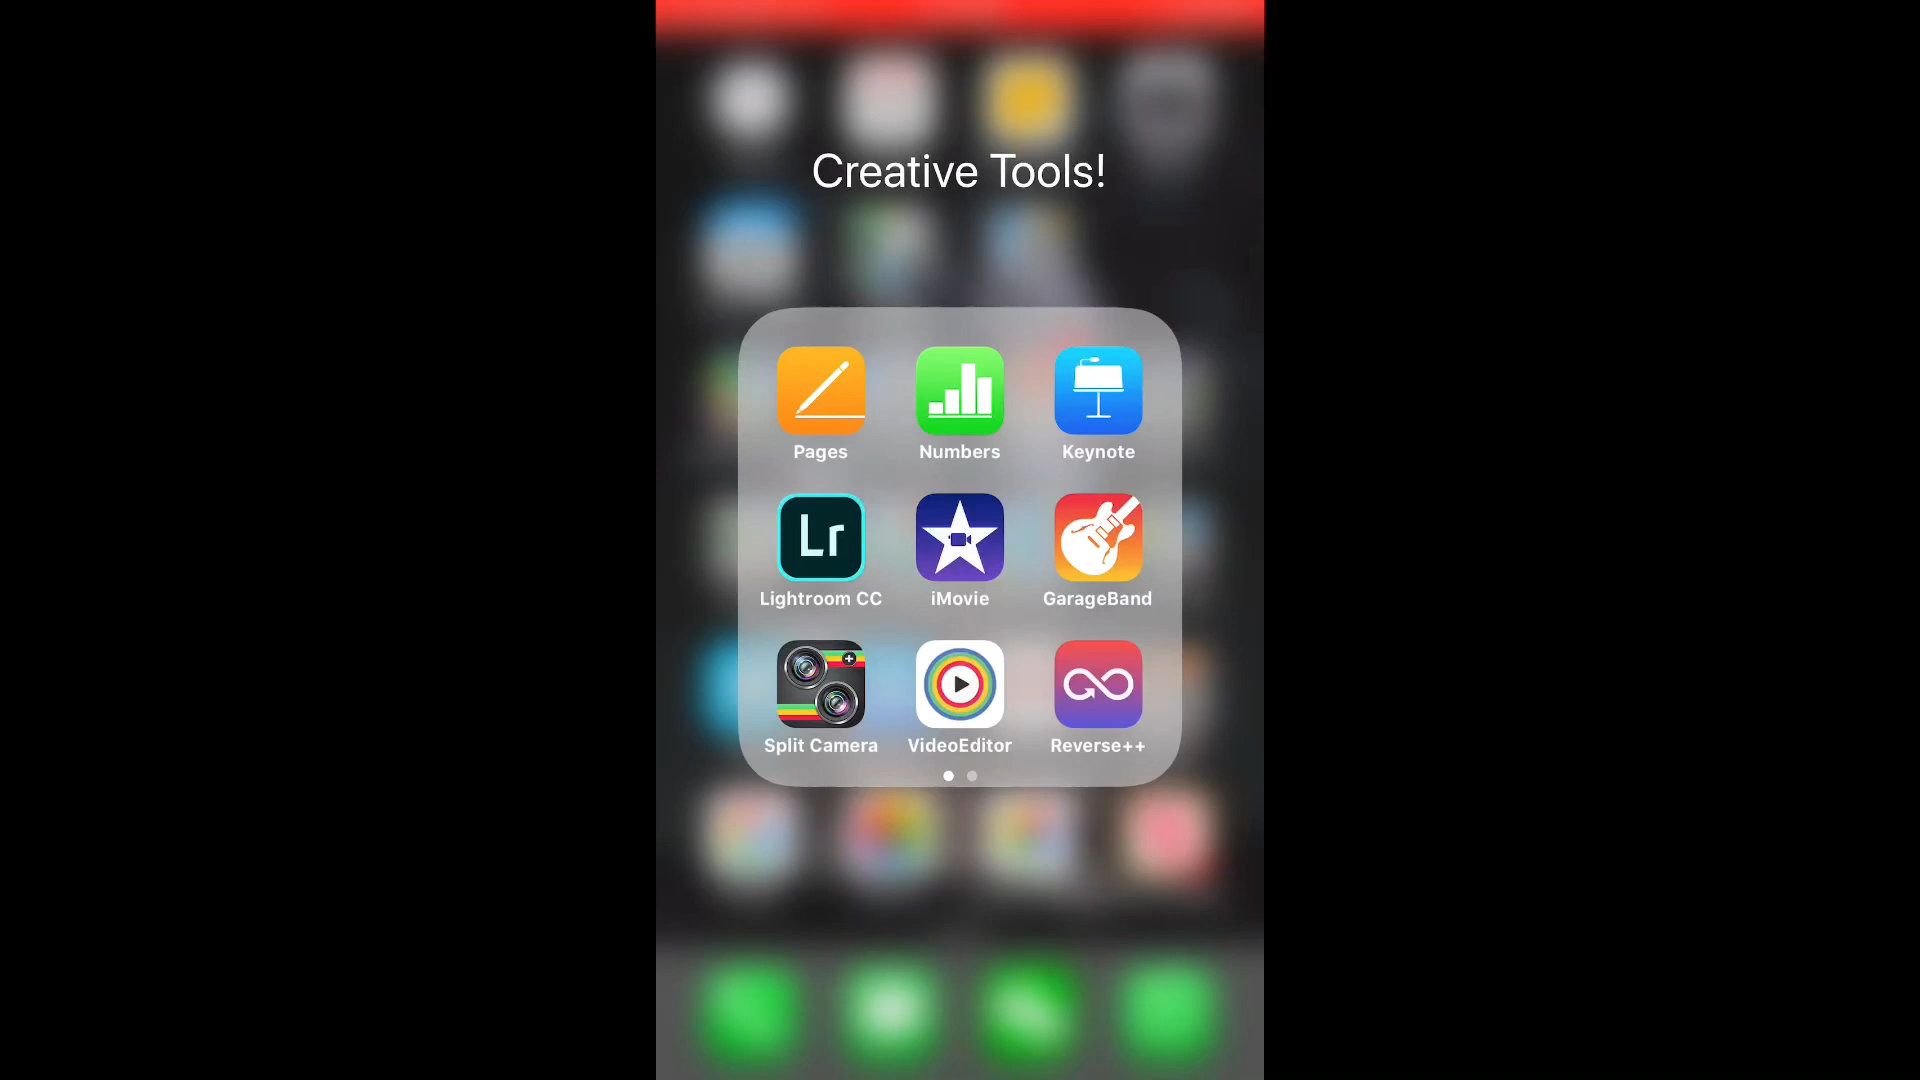 Creative Tools!
Pages Numbers Keynote
Lr
Lightroom CC iMovie GarageBand
Split Camera VideoEditor Reverse++